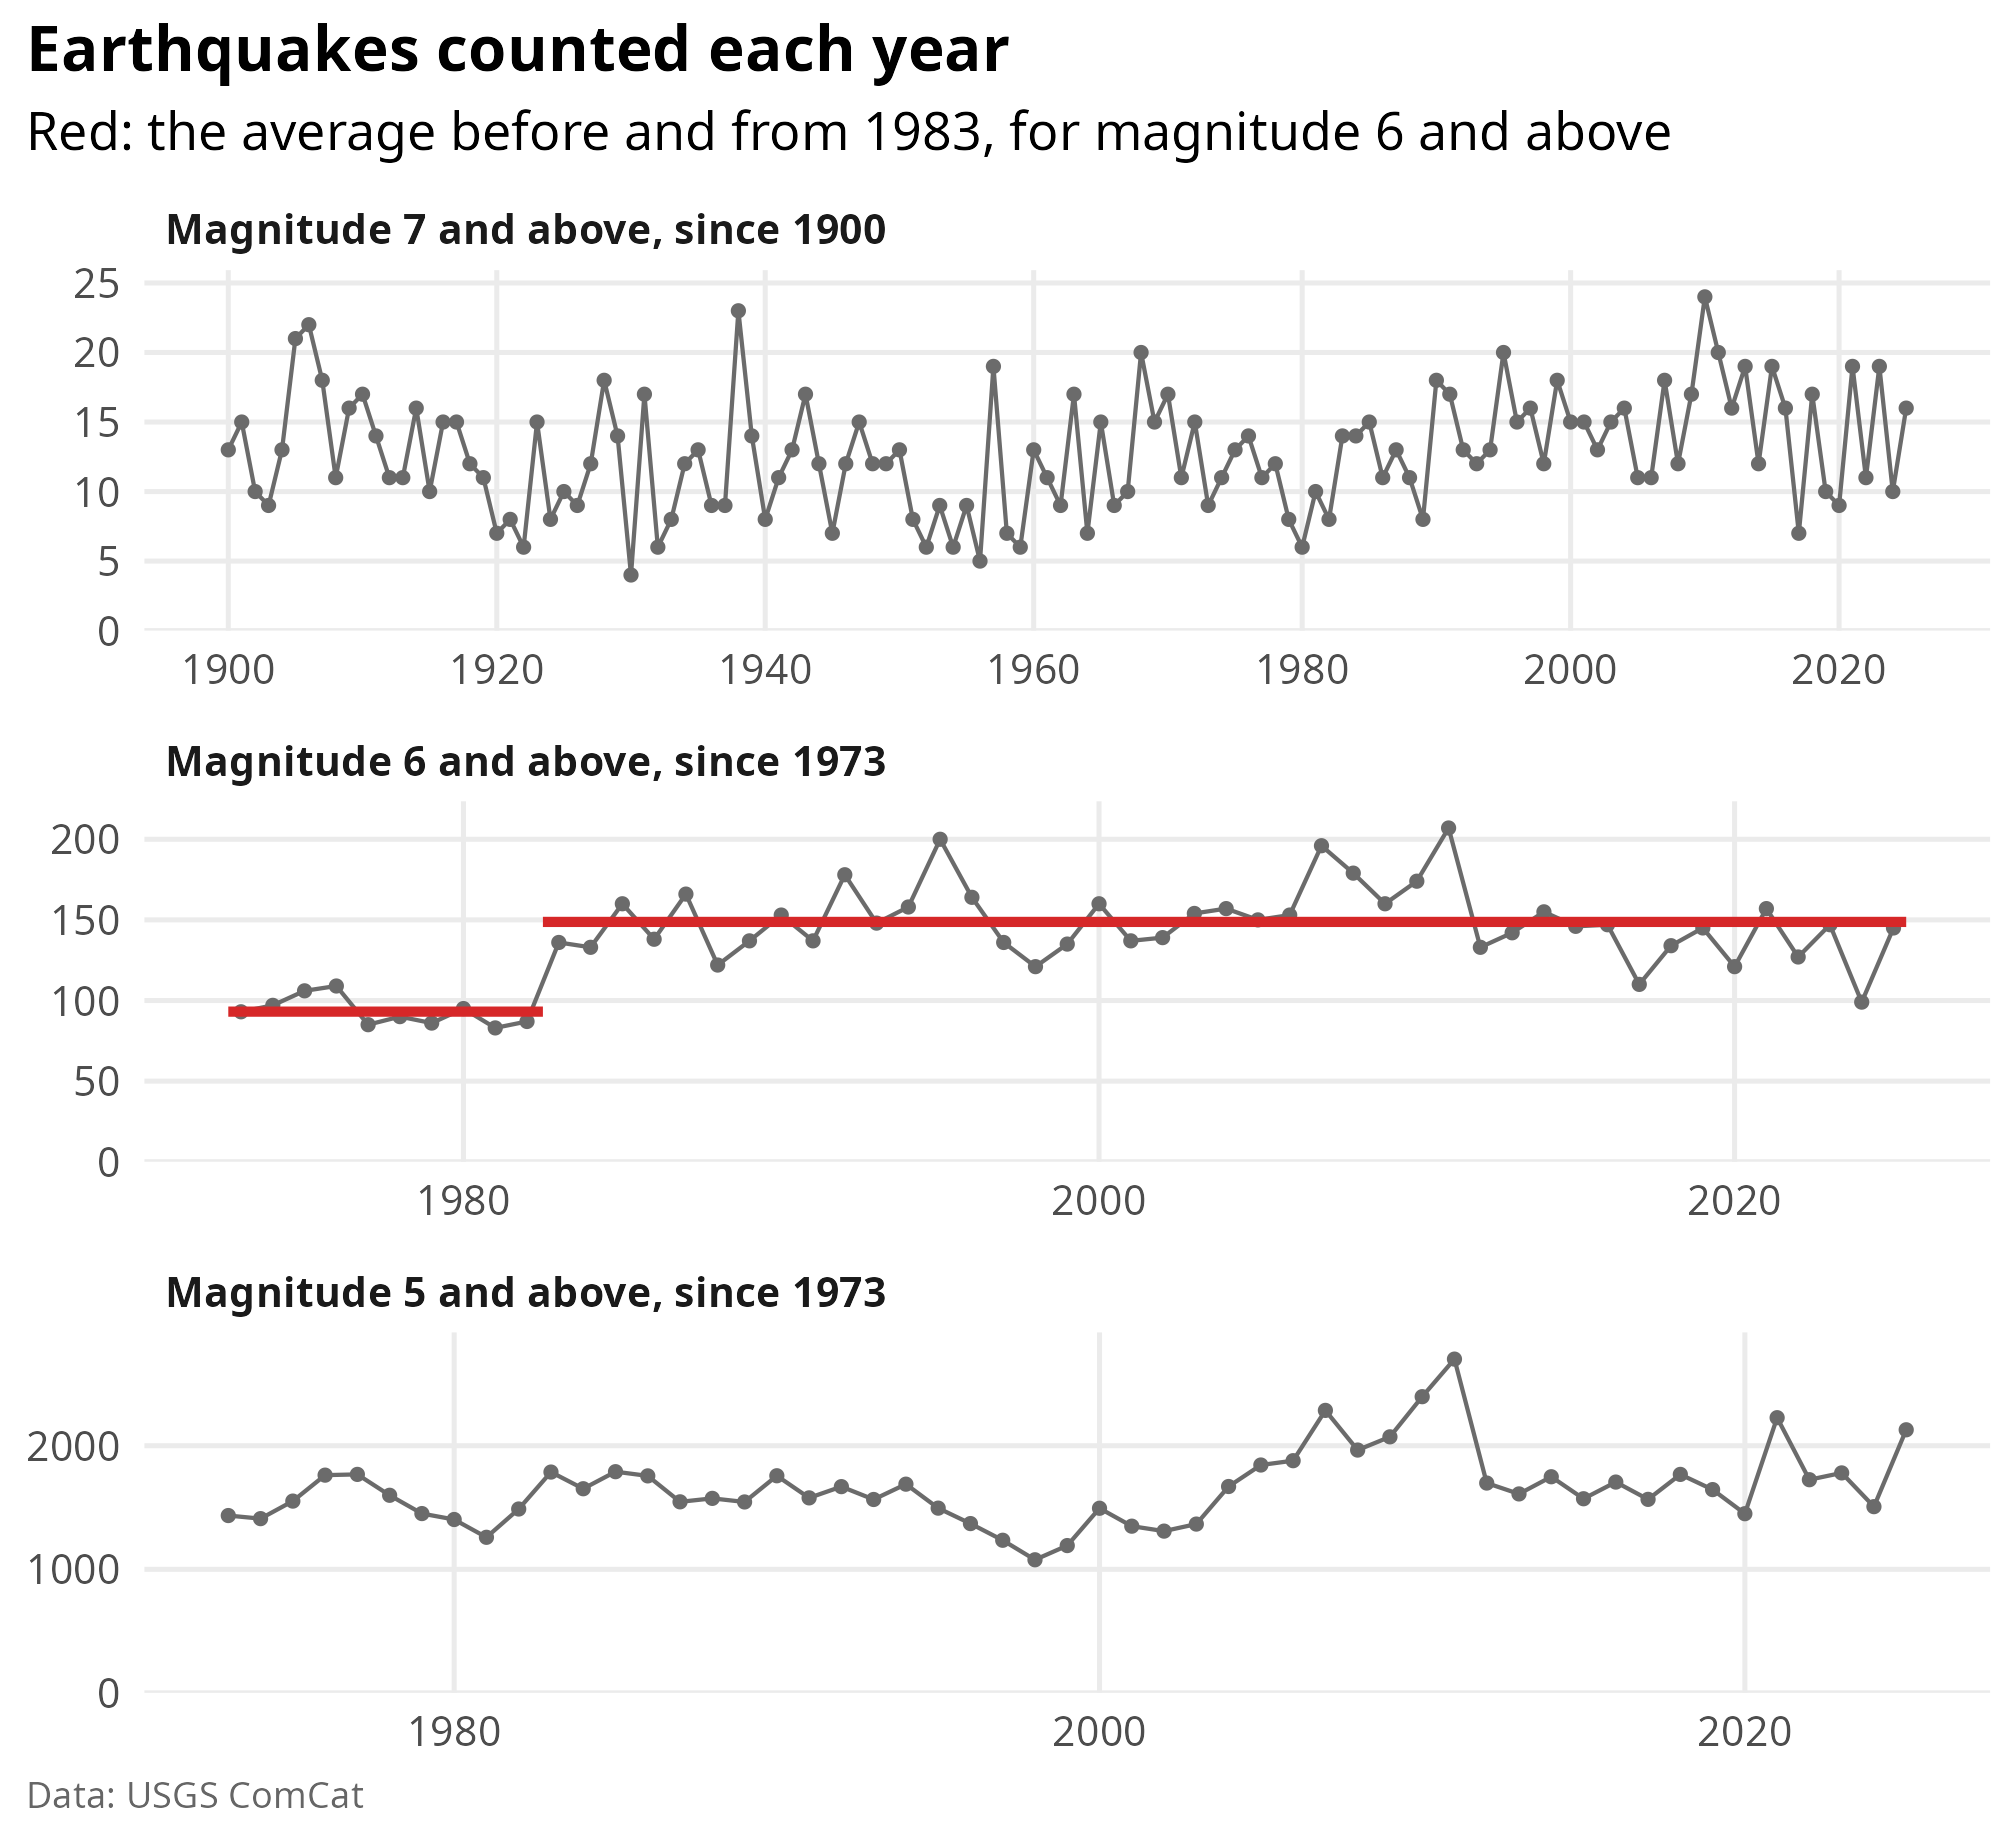 Earthquakes counted each year
Red: the average before and from 1983, for magnitude 6 and above
Magnitude 7 and above, since 1900
25
20
15
10
5
0
1900 1920 1940 1960 1980 2000 2020
Magnitude 6 and above, since 1973
200
150
100
50
0
1980 2000 2020
Magnitude 5 and above, since 1973
2000
1000
0
1980 2000 2020
Data: USGS ComCat